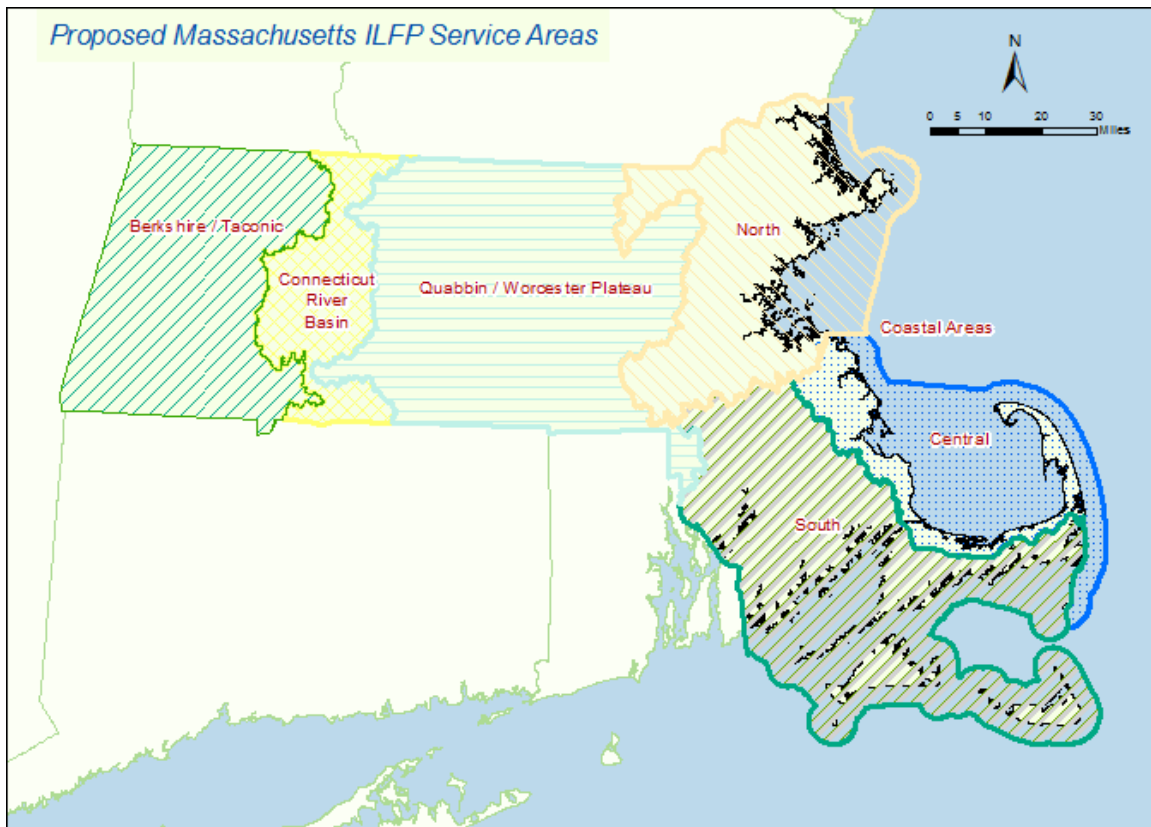 Proposed Massachusetts ILFP Service Areas
N
0 5 10 20 30
Miles
Berkshire / Taconic
North
Connecticut
River
Basin
Quabbin / Worcester Plateau
Coastal Areas
Central
South